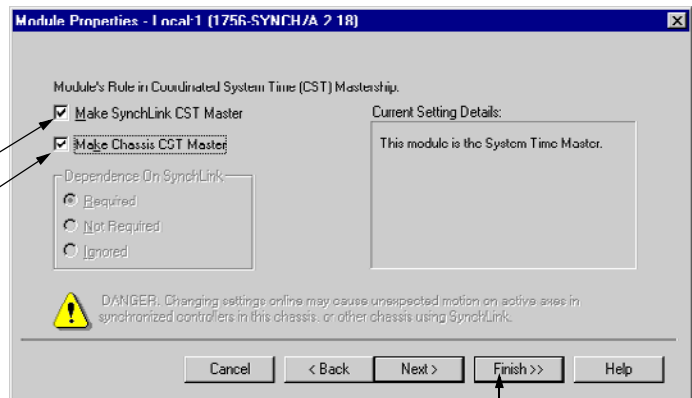 Module Properties - Local:1 (1756-SYNCH/A 2.18)
Module's Role in Coordinated System Time (CST) Mastership.
Make SynchLink CST Master
Current Setting Details:
Make Chassis CST Master
This module is the System Time Master.
Dependence On SynchLink
Required
Not Required
Ignored
DANGER. Changing settings online may cause unexpected motion on active axes in
synchronized controllers in this chassis, or other chassis using SynchLink.
Cancel
< Back
Next >
Finish >>
Help